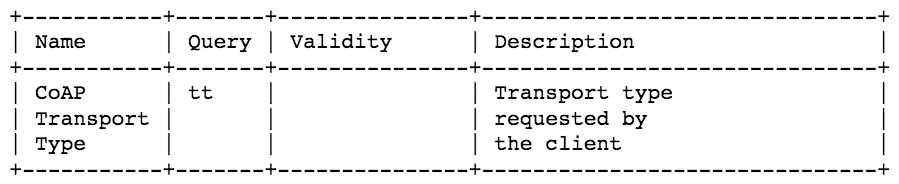 +-----------+-------+---------------+-------------------------------+
| Name      | Query | Validity      | Description                   |
+-----------+-------+---------------+-------------------------------+
| CoAP      | tt    |               | Transport type                |
| Transport |       |               | requested by                  |
| Type      |       |               | the client                    |
+-----------+-------+---------------+-------------------------------+